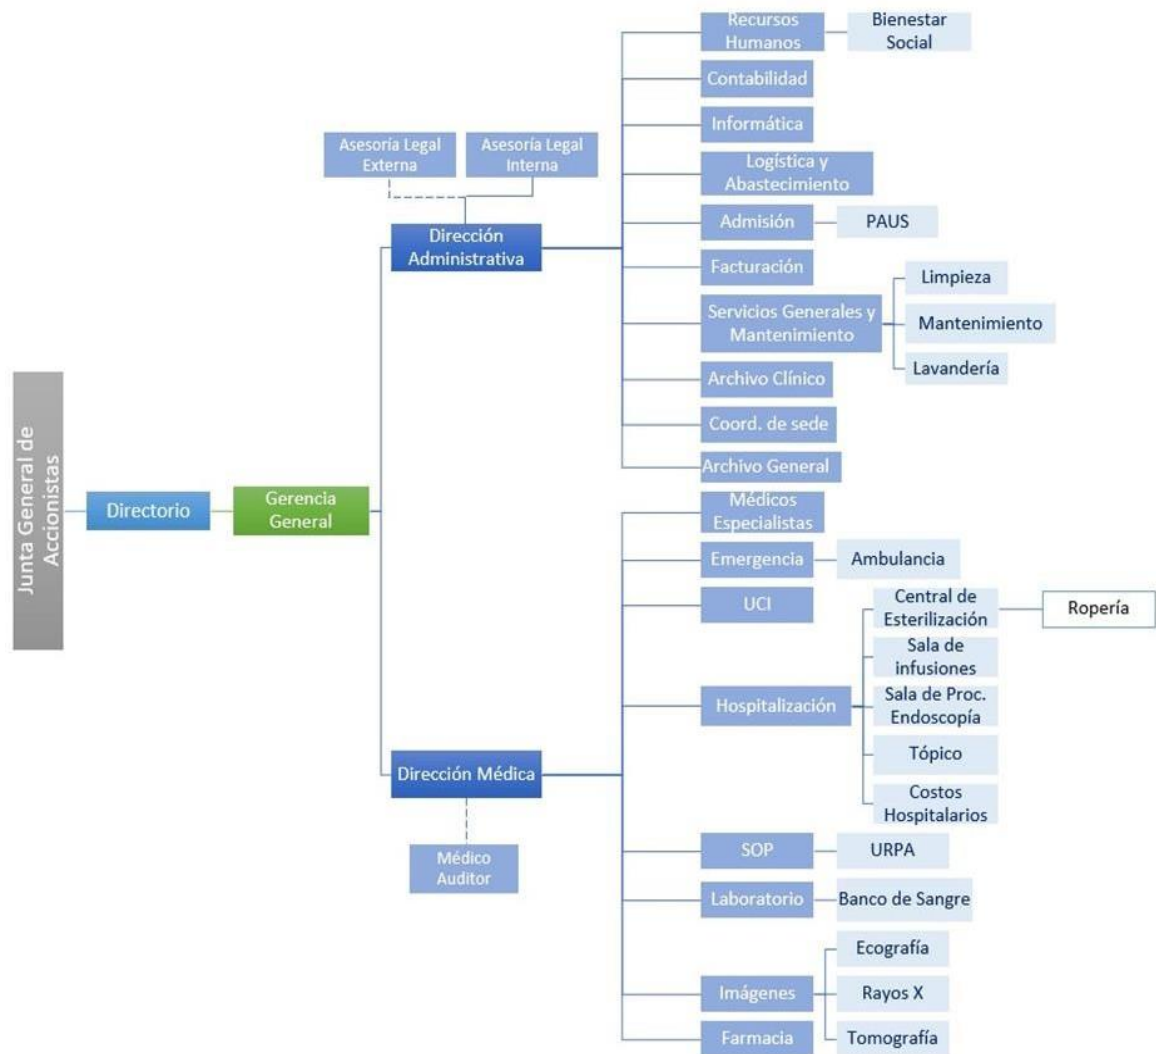 Recursos
Humanos
Bienestar
Social
Contabilidad
Informática
Asesoría Legal
Externa
Asesoría Legal
Interna
Logística y
Abastecimiento
Dirección
Administrativa
Admisión
PAUS
Facturación
Servicios Generales y
Mantenimiento
Limpieza
Mantenimiento
Lavandería
Archivo Clínico
Coord. de sede
Archivo General
Junta General de
Accionistas
Directorio
Gerencia
General
Médicos
Especialistas
Emergencia
Ambulancia
UCI
Hospitalización
Central de
Esterilización
Ropería
Sala de
infusiones
Sala de Proc.
Endoscopía
Tópico
Costos
Hospitalarios
Dirección Médica
Médico
Auditor
SOP
URPA
Laboratorio
Banco de Sangre
Imágenes
Ecografía
Rayos X
Tomografía
Farmacia